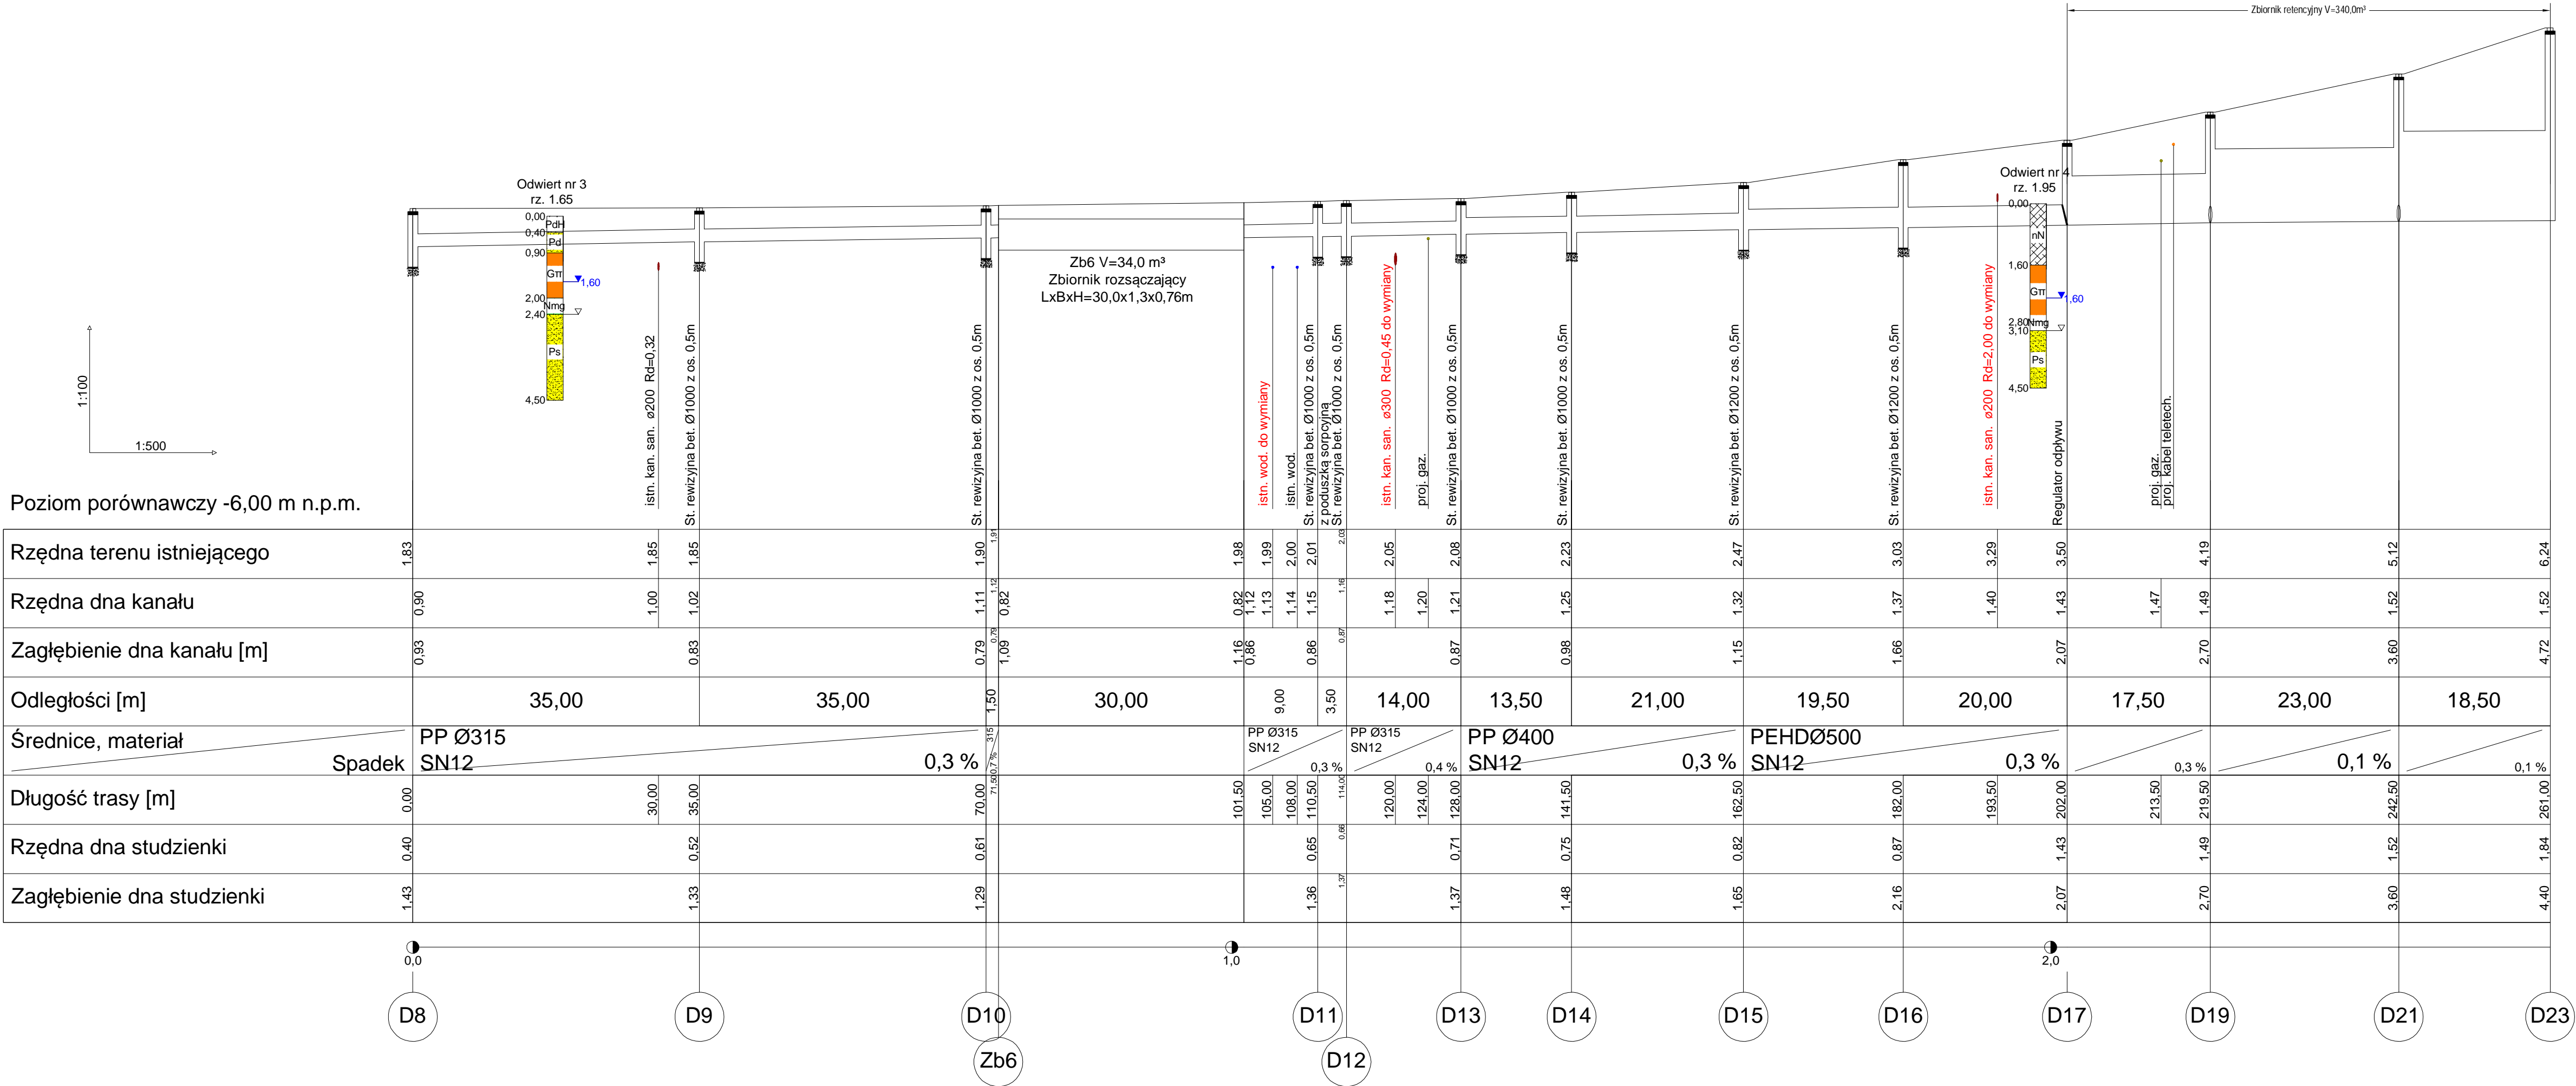 Zbiornik retencyjny V=340,0m³
Odwiert nr 3
rz. 1.65
0,00
PdH
0,40
Pd
0,90
Gπ
1,60
2,00
Nmg
2,40
Ps
4,50
Odwiert nr 4
rz. 1.95
0,00
nN
1,60
Gπ
1,60
2,80
Nmg
3,10
Ps
4,50
Zb6 V=34,0 m³
Zbiornik rozsączający
LxBxH=30,0x1,3x0,76m
1:100
1:500
istn. kan. san. ø200 Rd=0,32
St. rewizyjna bet. Ø1000 z os. 0,5m
St. rewizyjna bet. Ø1000 z os. 0,5m
istn. wod. do wymiany
istn. wod.
St. rewizyjna bet. Ø1000 z os. 0,5m
z poduszką sorpcyjną
St. rewizyjna bet. Ø1000 z os. 0,5m
istn. kan. san. ø300 Rd=0,45 do wymiany
proj. gaz.
St. rewizyjna bet. Ø1000 z os. 0,5m
St. rewizyjna bet. Ø1000 z os. 0,5m
St. rewizyjna bet. Ø1200 z os. 0,5m
St. rewizyjna bet. Ø1200 z os. 0,5m
istn. kan. san. ø200 Rd=2,00 do wymiany
Regulator odpływu
proj. gaz.
proj. kabel teletech.
Poziom porównawczy -6,00 m n.p.m.
Rzędna terenu istniejącego 1,83 1,85 1,85 1,90 1,91 1,98 1,99 2,00 2,01 2,03 2,05 2,08 2,23 2,47 3,03 3,29 3,50 4,19 5,12 6,24
Rzędna dna kanału 0,90 1,00 1,02 1,11 1,12 0,82 0,82 1,12 1,13 1,14 1,15 1,16 1,18 1,20 1,21 1,25 1,32 1,37 1,40 1,43 1,47 1,49 1,52 1,52
Zagłębienie dna kanału [m] 0,93 0,83 0,79 0,79 1,09 1,16 0,86 0,86 0,87 0,87 0,98 1,15 1,66 2,07 2,70 3,60 4,72
Odległości [m] 35,00 35,00 1,50 30,00 9,00 3,50 14,00 13,50 21,00 19,50 20,00 17,50 23,00 18,50
Średnice, materiał PP Ø315 315 PP Ø315 PP Ø315 PP Ø400 PEHDØ500
Spadek SN12 0,3 % 0,7 % SN12 0,3 % SN12 0,4 % SN12 0,3 % SN12 0,3 % 0,3 % 0,1 % 0,1 %
Długość trasy [m] 0,00 30,00 35,00 70,00 71,50 101,50 105,00 108,00 110,50 114,00 120,00 124,00 128,00 141,50 162,50 182,00 193,50 202,00 213,50 219,50 242,50 261,00
Rzędna dna studzienki 0,40 0,52 0,61 0,65 0,66 0,71 0,75 0,82 0,87 1,43 1,49 1,52 1,84
Zagłębienie dna studzienki 1,43 1,33 1,29 1,36 1,37 1,37 1,48 1,65 2,16 2,07 2,70 3,60 4,40
0,0 1,0 2,0
D8 D9 D10 D11 D13 D14 D15 D16 D17 D19 D21 D23
Zb6 D12